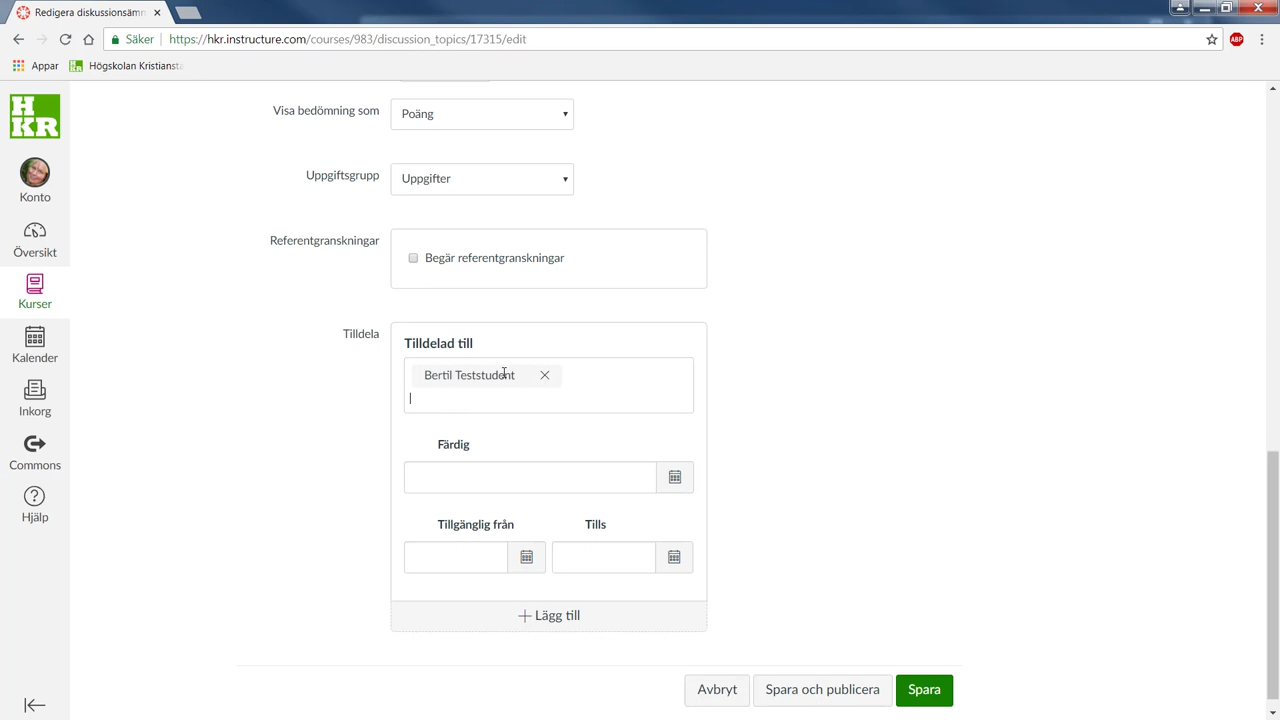 Redigera diskussionsämn
Säker
https://hkr.instructure.com/courses/983/discussion_topics/17315/edit
ABP
Appar
HKR
Högskolan Kristianst
H
KR
Konto
Översikt
Kurser
Kalender
Inkorg
Commons
Hjälp
Visa bedömning som
Poäng
Uppgiftsgrupp
Uppgifter
Referentgranskningar
Begär referentgranskningar
Tilldela
Tilldelad till
Bertil Teststudent
Färdig
Tillgänglig från
Tills
Lägg till
Avbryt
Spara och publicera
Spara